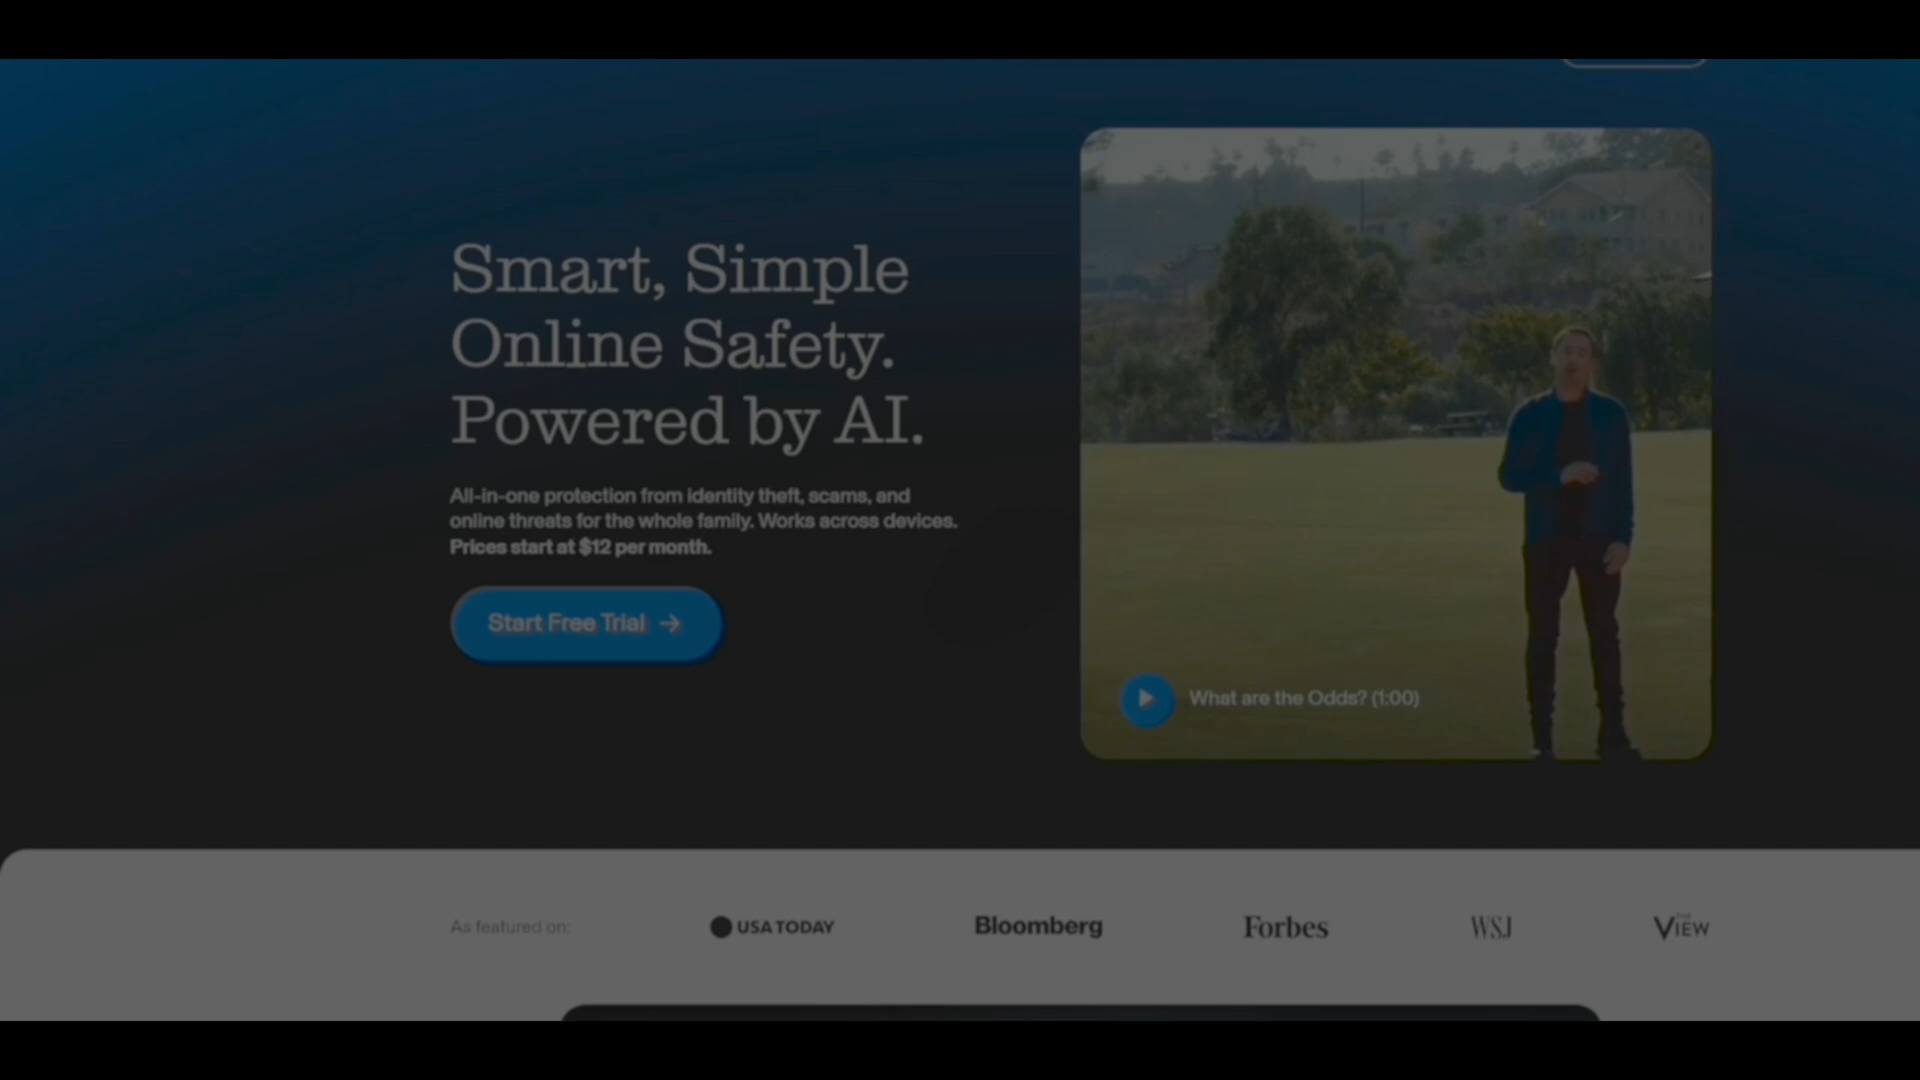 Smart, Simple
Online Safety.
Powered by AI.
All-in-one protection from identity theft, scams, and
online threats for the whole family. Works across devices.
Prices start at $12 per month.
Start Free Trial →
What are the Odds? (1:00)
As featured on:
USA TODAY
Bloomberg
Forbes
WSJ
THE VIEW